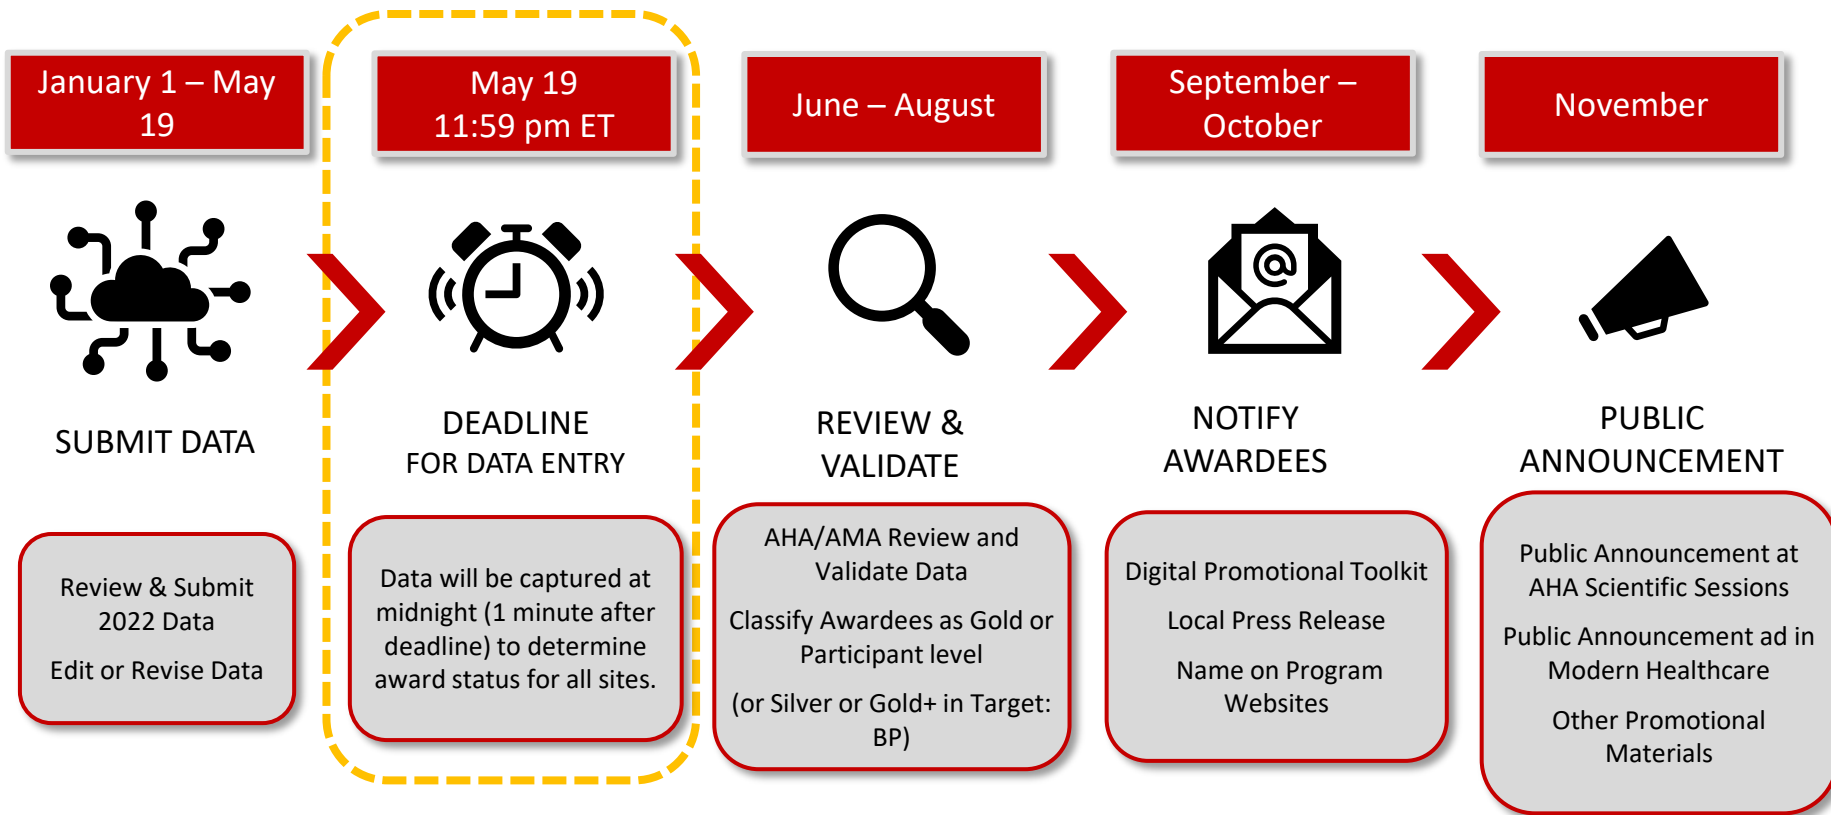 January 1 – May
19
SUBMIT DATA
Review & Submit
2022 Data
Edit or Revise Data
May 19
11:59 pm ET
DEADLINE
FOR DATA ENTRY
Data will be captured at
midnight (1 minute after
deadline) to determine
award status for all sites.
June – August
REVIEW &
VALIDATE
AHA/AMA Review and
Validate Data
Classify Awardees as Gold or
Participant level
(or Silver or Gold+ in Target:
BP)
September –
October
@
NOTIFY
AWARDEES
Digital Promotional Toolkit
Local Press Release
Name on Program
Websites
November
PUBLIC
ANNOUNCEMENT
Public Announcement at
AHA Scientific Sessions
Public Announcement ad in
Modern Healthcare
Other Promotional
Materials